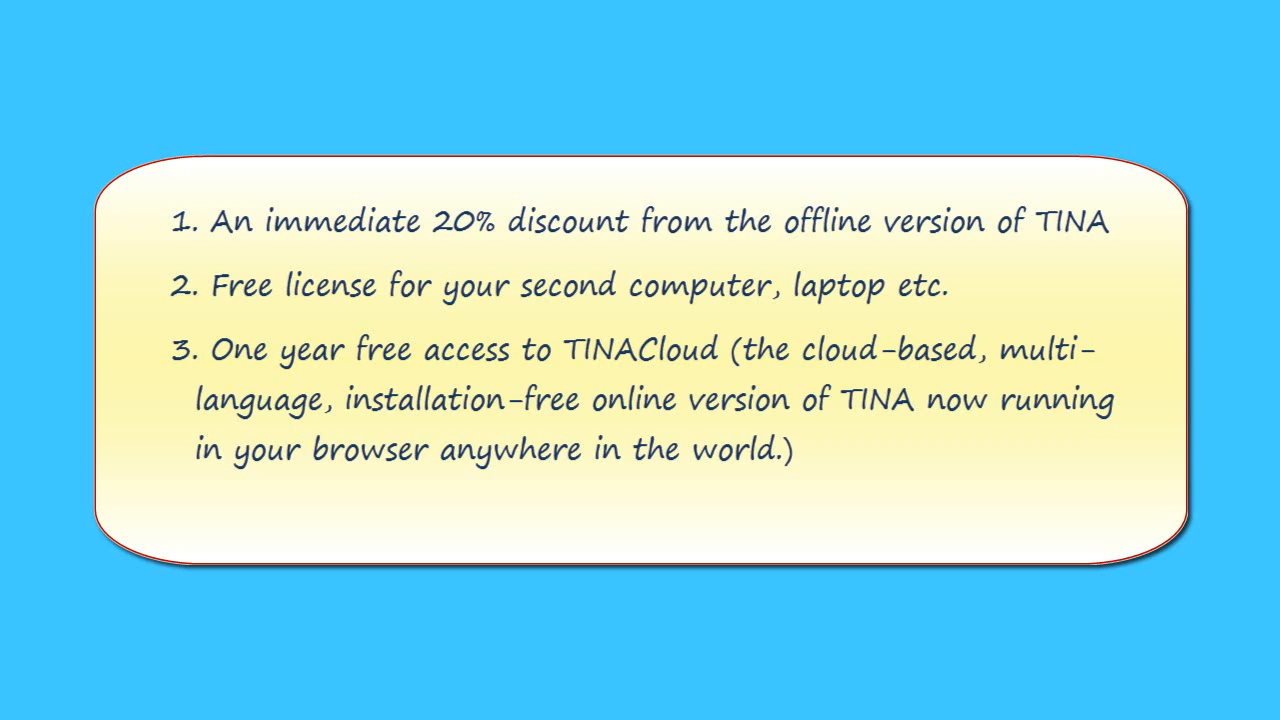 1. An immediate 20% discount from the offline version of TINA
2. Free license for your second computer, laptop etc.
3. One year free access to TINACloud (the cloud-based, multi-
language, installation-free online version of TINA now running
in your browser anywhere in the world.)